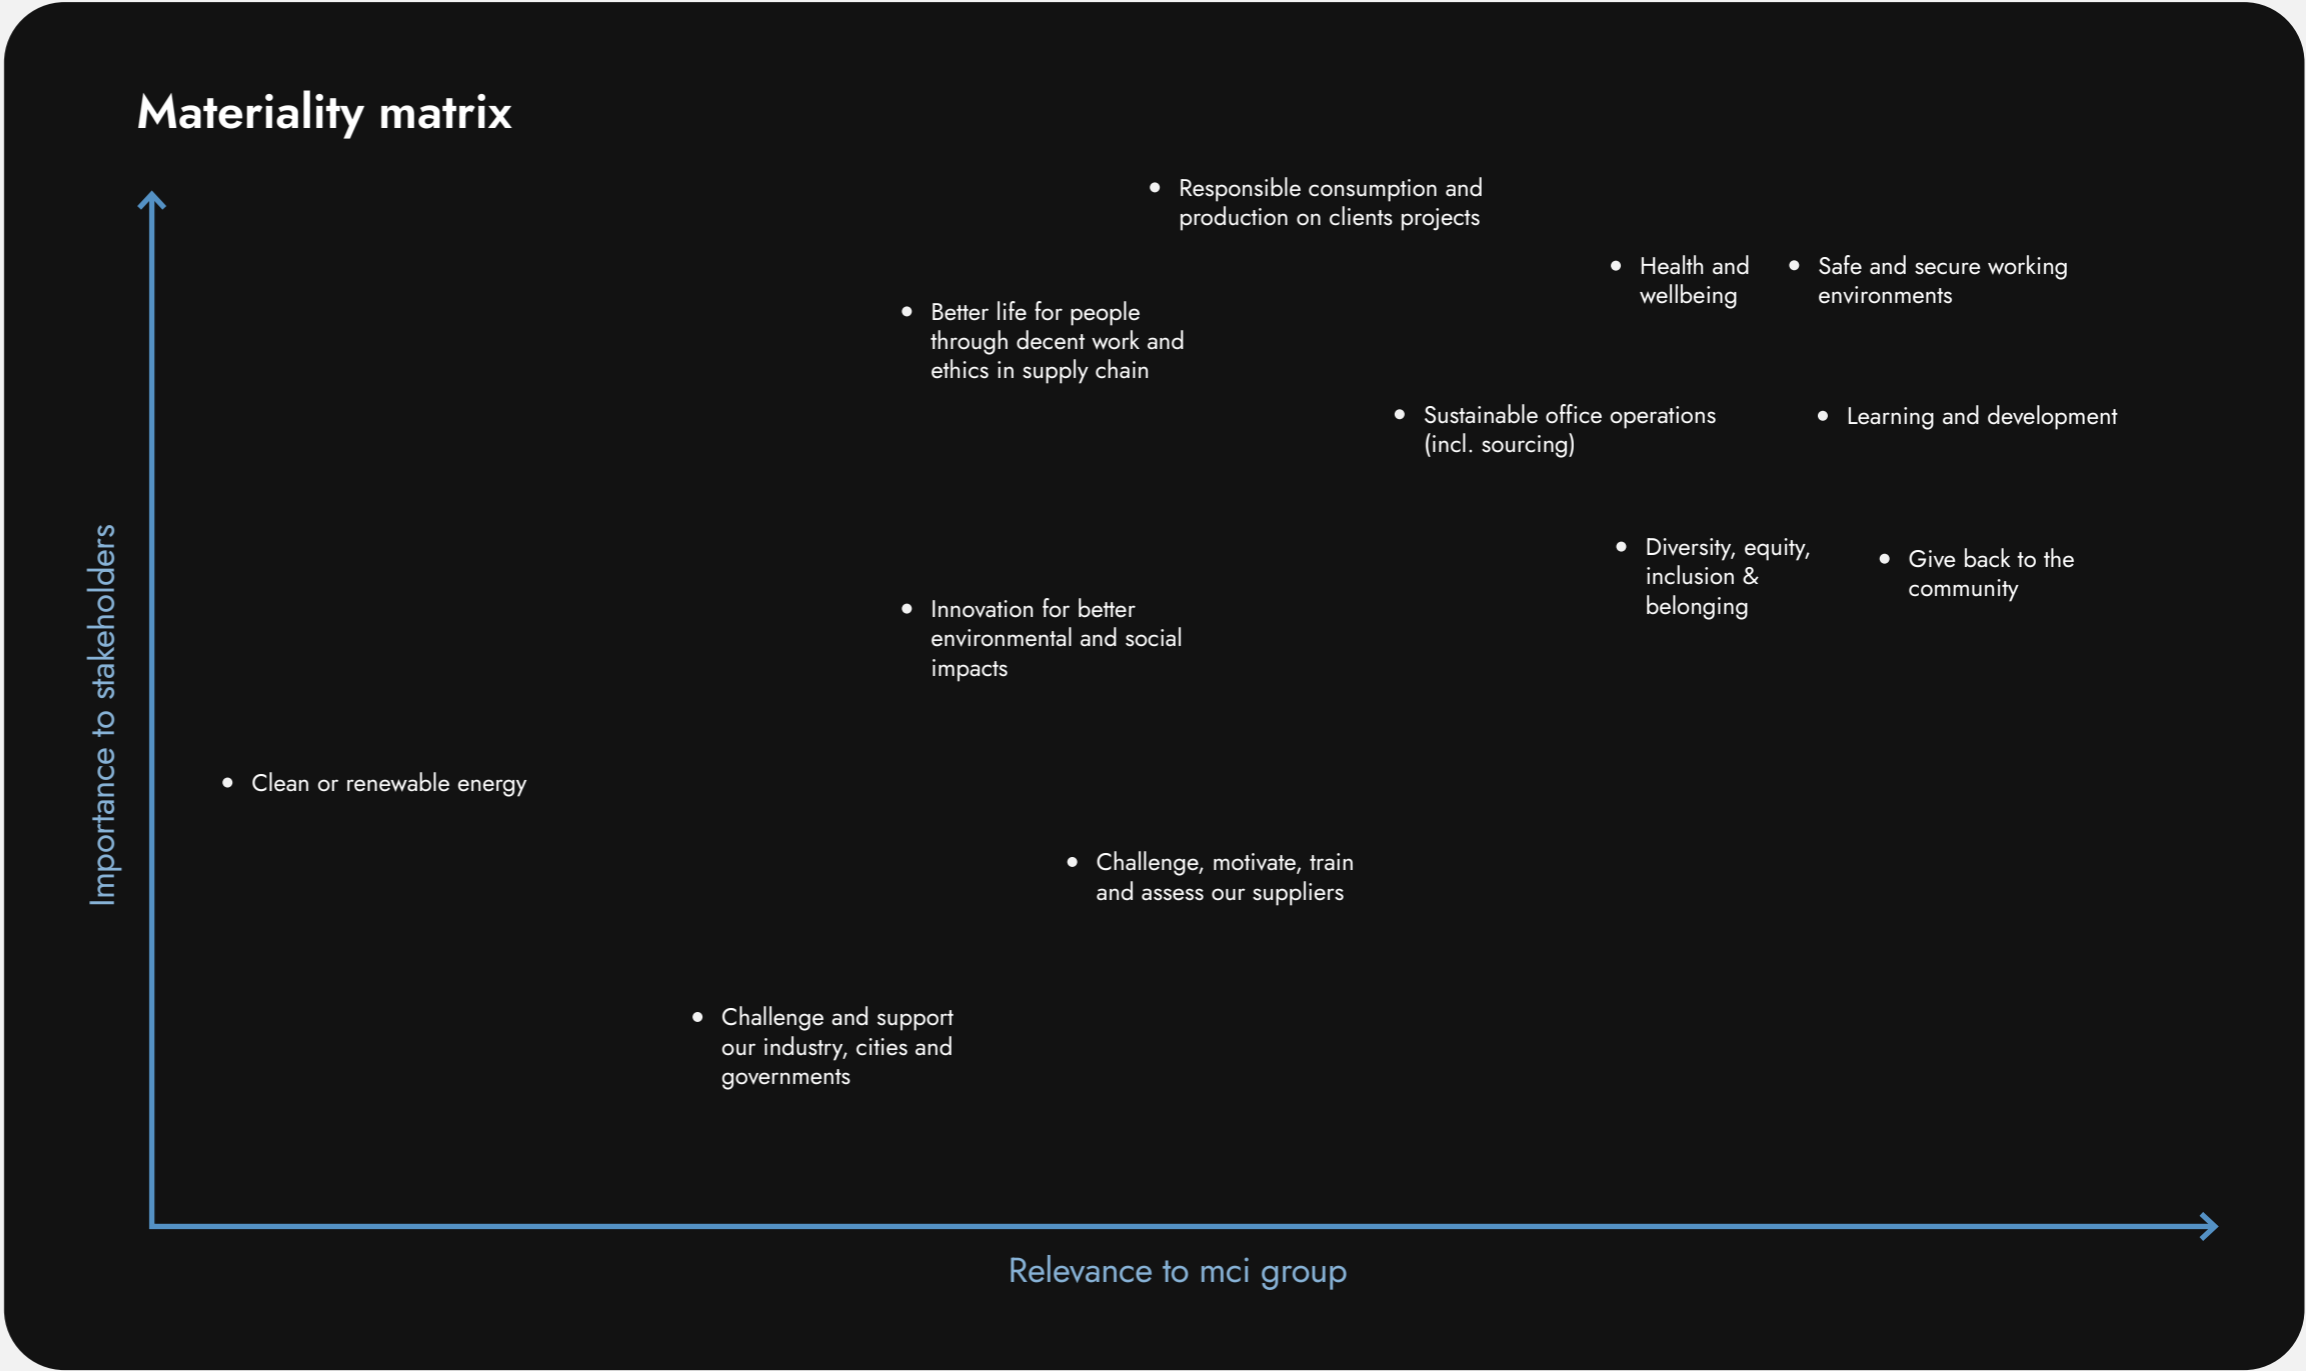 Materiality matrix
Responsible consumption and
production on clients projects
Health and
wellbeing
Safe and secure working
environments
Better life for people
through decent work and
ethics in supply chain
Sustainable office operations
(incl. sourcing)
Learning and development
Diversity, equity,
inclusion &
belonging
Give back to the
community
Innovation for better
environmental and social
impacts
Importance to stakeholders
Clean or renewable energy
Challenge, motivate, train
and assess our suppliers
Challenge and support
our industry, cities and
governments
Relevance to mci group